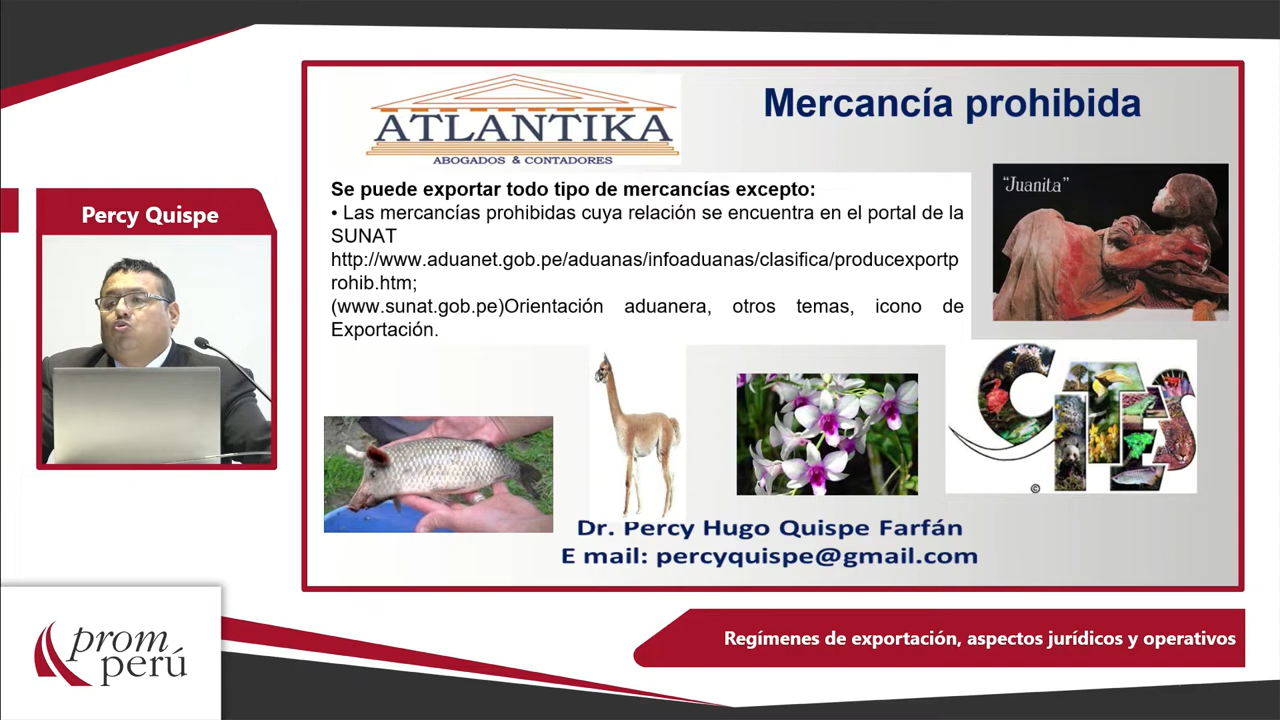 Percy Quispe
ATLANTIKA
ABOGADOS & CONTADORES
Mercancía prohibida
Se puede exportar todo tipo de mercancías excepto:
• Las mercancías prohibidas cuya relación se encuentra en el portal de la
SUNAT
http://www.aduanet.gob.pe/aduanas/infoaduanas/clasifica/producexportp
rohib.htm;
(www.sunat.gob.pe)Orientación aduanera, otros temas, icono de
Exportación.
"Juanita"
CITES
©
Dr. Percy Hugo Quispe Farfán
E mail: percyquispe@gmail.com
prom
perú
Regímenes de exportación, aspectos jurídicos y operativos